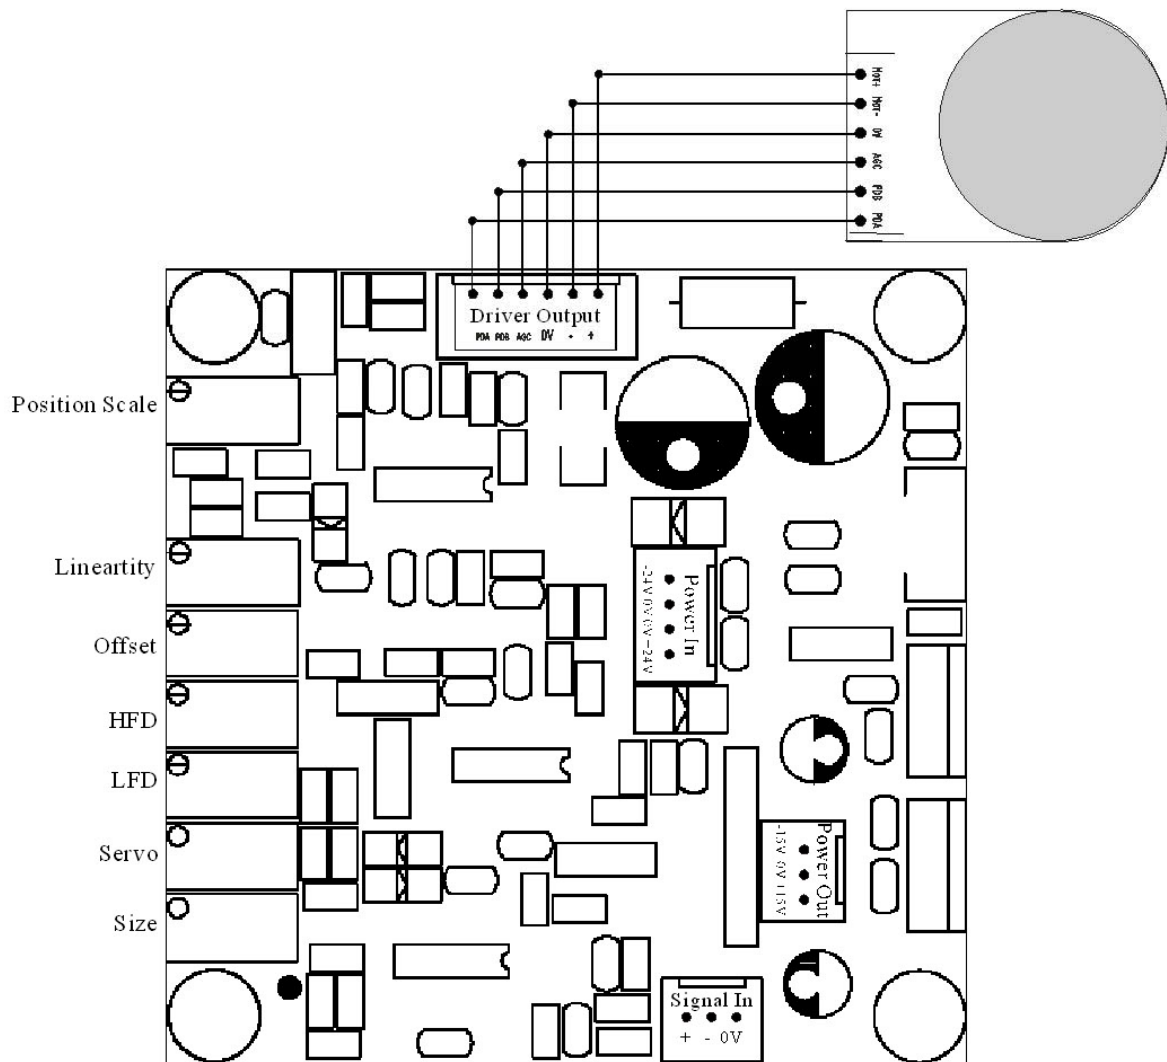 MOT+
MOT-
0V
AGC
PDB
PDA
Driver Output
PDA PDB AGC 0V - +
Position Scale
Lineartity
Offset
HFD
LFD
Servo
Size
Power In
-24V 0V 0V -24V
Power Out
-15V 0V +15V
Signal In
+ - 0V